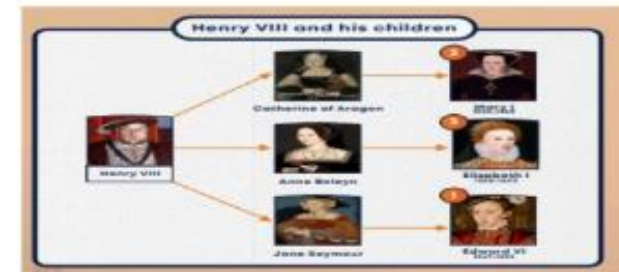 Henry VIII and his children
2
Catherine of Aragon
Mary I
Henry VIII
3
Anne Boleyn
Elizabeth I
1
Jane Seymour
Edward VI